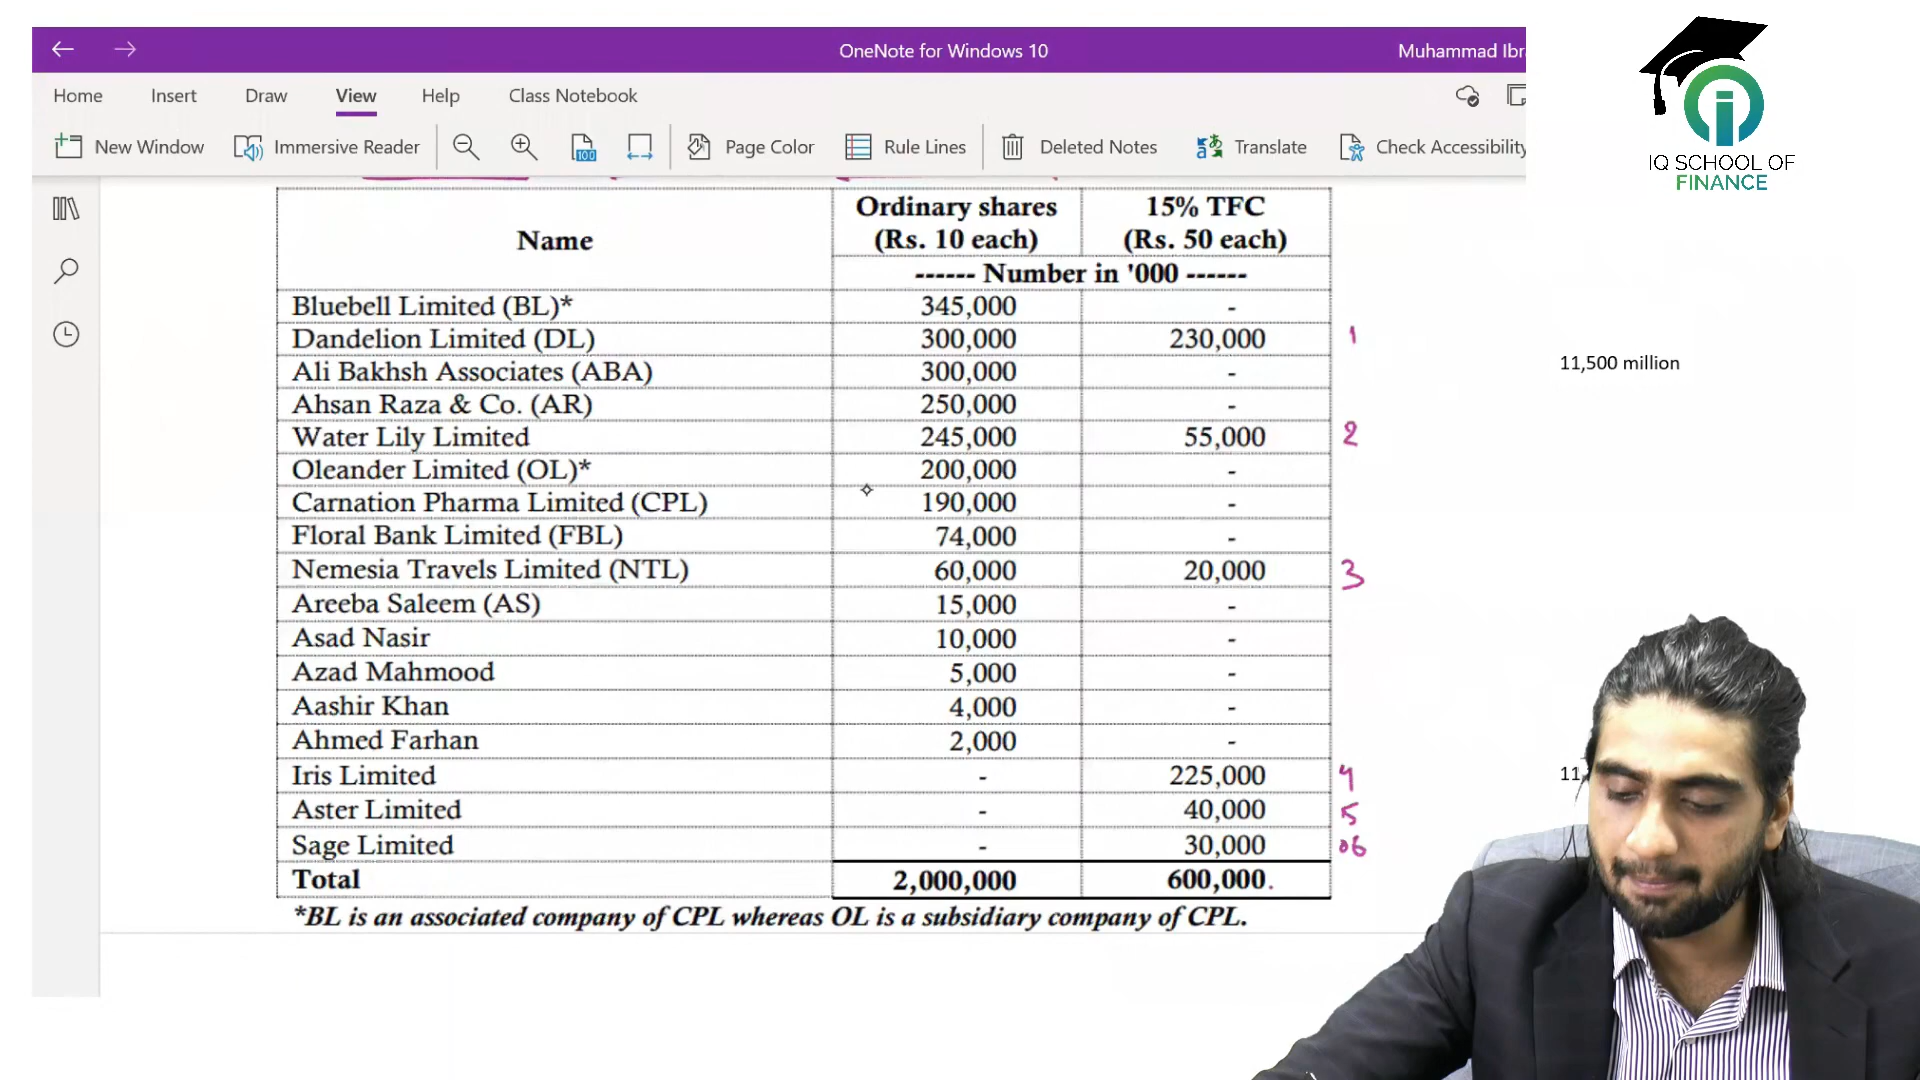 OneNote for Windows 10
Muhammad Ibr
Home Insert Draw View Help Class Notebook
New Window Immersive Reader 100 Page Color Rule Lines Deleted Notes Translate Check Accessibility
IQ SCHOOL OF
FINANCE
Name
Ordinary shares
(Rs. 10 each)
15% TFC
(Rs. 50 each)
------ Number in '000 ------
Bluebell Limited (BL)* 345,000 -
Dandelion Limited (DL) 300,000 230,000 1
11,500 million
Ali Bakhsh Associates (ABA) 300,000 -
Ahsan Raza & Co. (AR) 250,000 -
Water Lily Limited 245,000 55,000 2
Oleander Limited (OL)* 200,000 -
Carnation Pharma Limited (CPL) 190,000 -
Floral Bank Limited (FBL) 74,000 -
Nemesia Travels Limited (NTL) 60,000 20,000 3
Areeba Saleem (AS) 15,000 -
Asad Nasir 10,000 -
Azad Mahmood 5,000 -
Aashir Khan 4,000 -
Ahmed Farhan 2,000 -
Iris Limited - 225,000 4
Aster Limited - 40,000 5
Sage Limited - 30,000 06
Total 2,000,000 600,000
*BL is an associated company of CPL whereas OL is a subsidiary company of CPL.